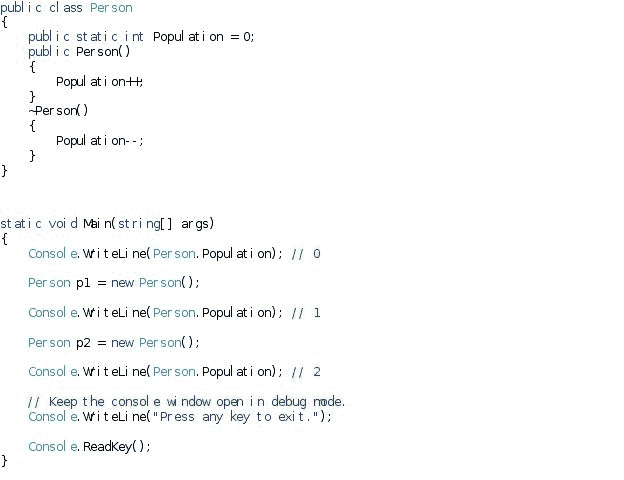 public class Person
{
    public static int Population = 0;
    public Person()
    {
        Population++;
    }
    ~Person()
    {
        Population--;
    }
}
static void Main(string[] args)
{
    Console.WriteLine(Person.Population); // 0
    Person p1 = new Person();
    Console.WriteLine(Person.Population); // 1
    Person p2 = new Person();
    Console.WriteLine(Person.Population); // 2
    // Keep the console window open in debug mode.
    Console.WriteLine("Press any key to exit.");
    Console.ReadKey();
}